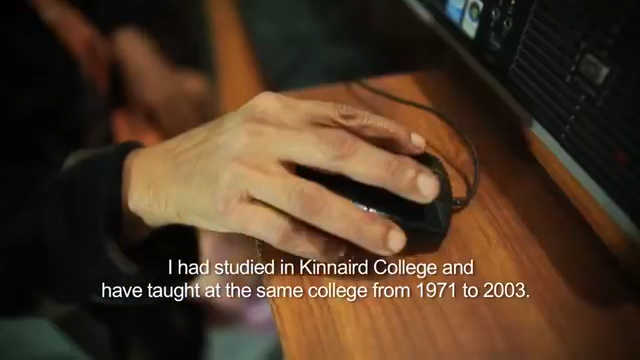 I had studied in Kinnaird College and
have taught at the same college from 1971 to 2003.